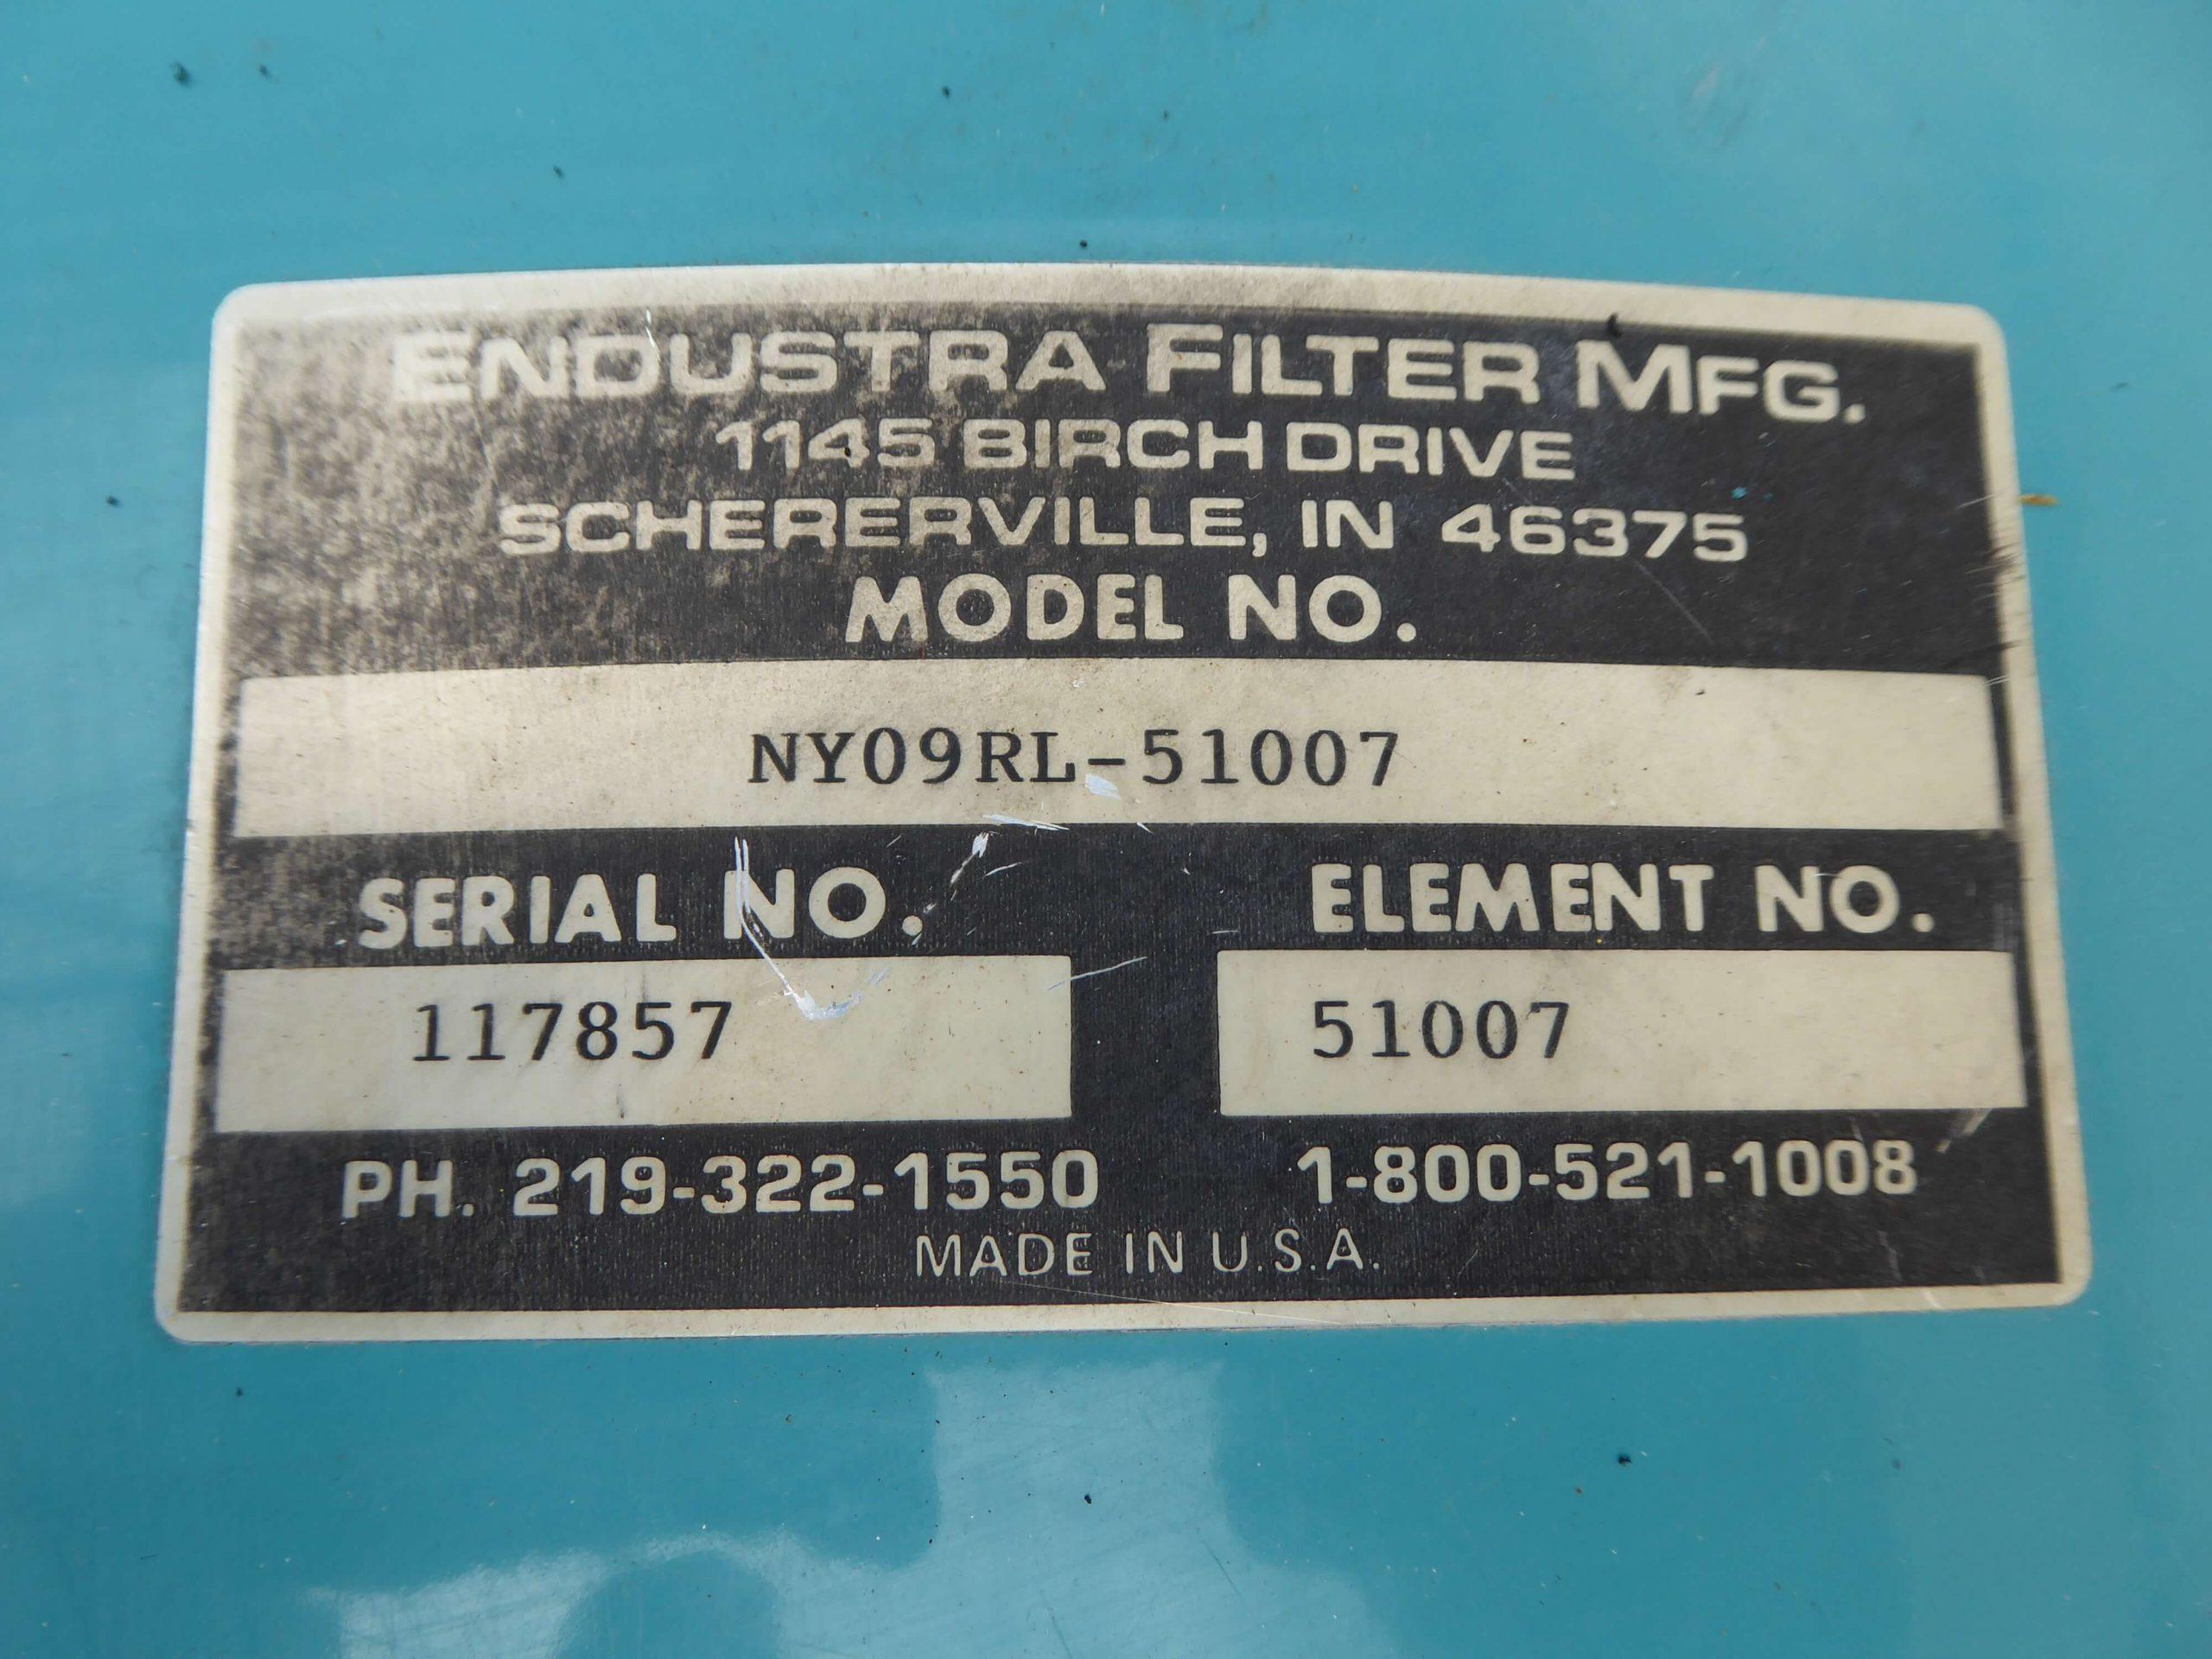 ENDUSTRA FILTER MFG.
1145 BIRCH DRIVE
SCHERERVILLE, IN 46375
MODEL NO.
NY09RL-51007
SERIAL NO. ELEMENT NO.
117857 51007
PH. 219-322-1550 1-800-521-1008
MADE IN U.S.A.